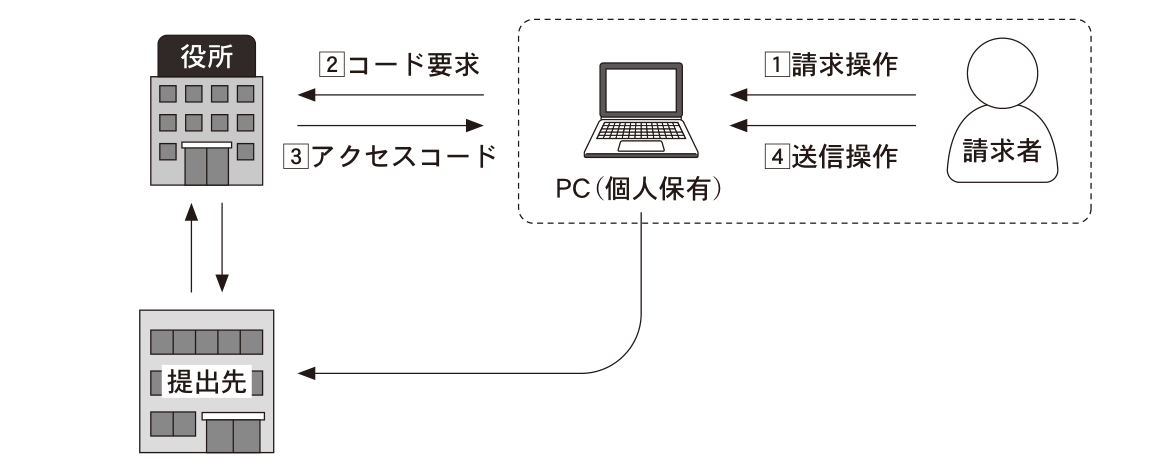 役所
2コード要求
3アクセスコード
1請求操作
4送信操作
請求者
PC（個人保有）
提出先